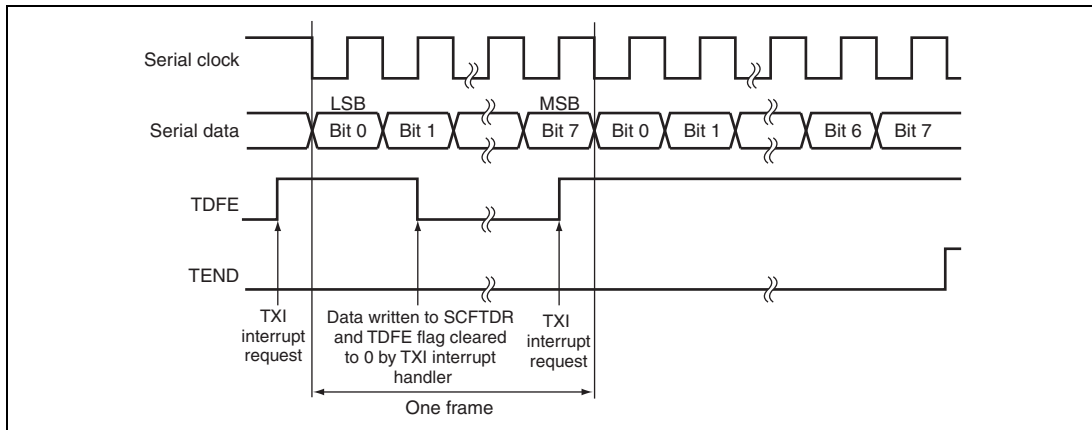 Serial clock
LSB
MSB
Serial data
Bit 0
Bit 1
Bit 7
Bit 0
Bit 1
Bit 6
Bit 7
TDFE
TEND
TXI
interrupt
request
Data written to SCFTDR
and TDFE flag cleared
to 0 by TXI interrupt
handler
TXI
interrupt
request
One frame